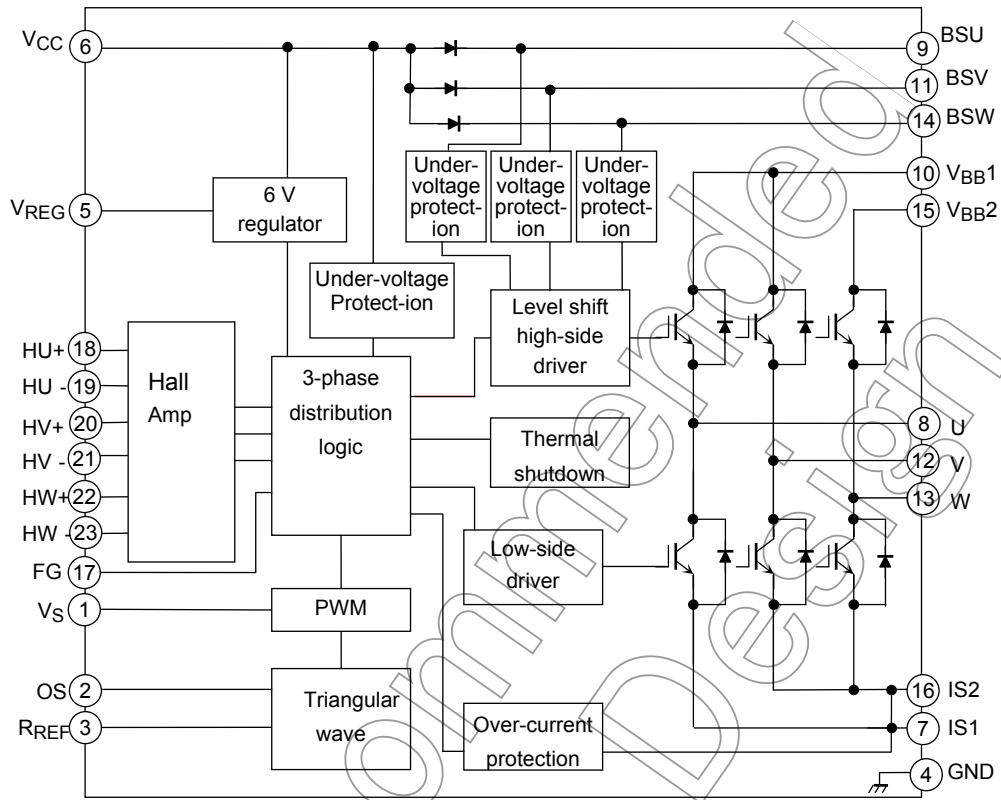 VCC
6
9
BSU
11
BSV
14
BSW
10
VBB1
15
VBB2
VREG
5
6 V
regulator
Under-
voltage
protect-
ion
Under-
voltage
protect-
ion
Under-
voltage
protect-
ion
Under-voltage
Protect-ion
Level shift
high-side
driver
HU+
18
HU -
19
HV+
20
HV -
21
HW+
22
HW -
23
FG
17
VS
1
OS
2
RREF
3
Hall
Amp
3-phase
distribution
logic
Thermal
shutdown
Low-side
driver
PWM
Triangular
wave
Over-current
protection
8
U
12
V
13
W
16
IS2
7
IS1
4
GND
ommended
Design